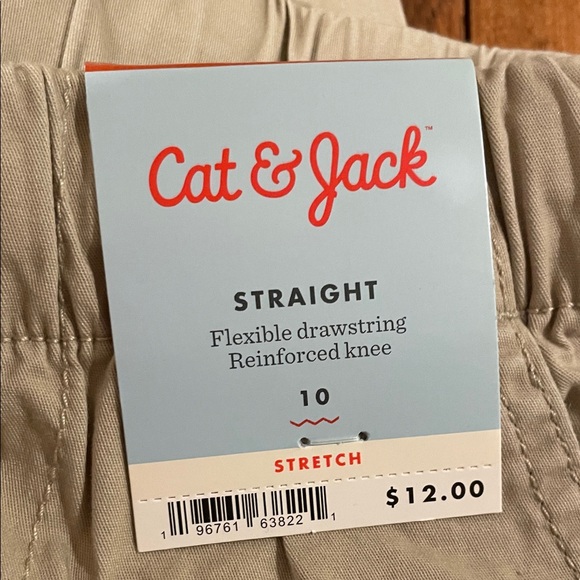 Cat & Jack™
STRAIGHT
Flexible drawstring
Reinforced knee
10
STRETCH
$12.00
1 96761 63822 1